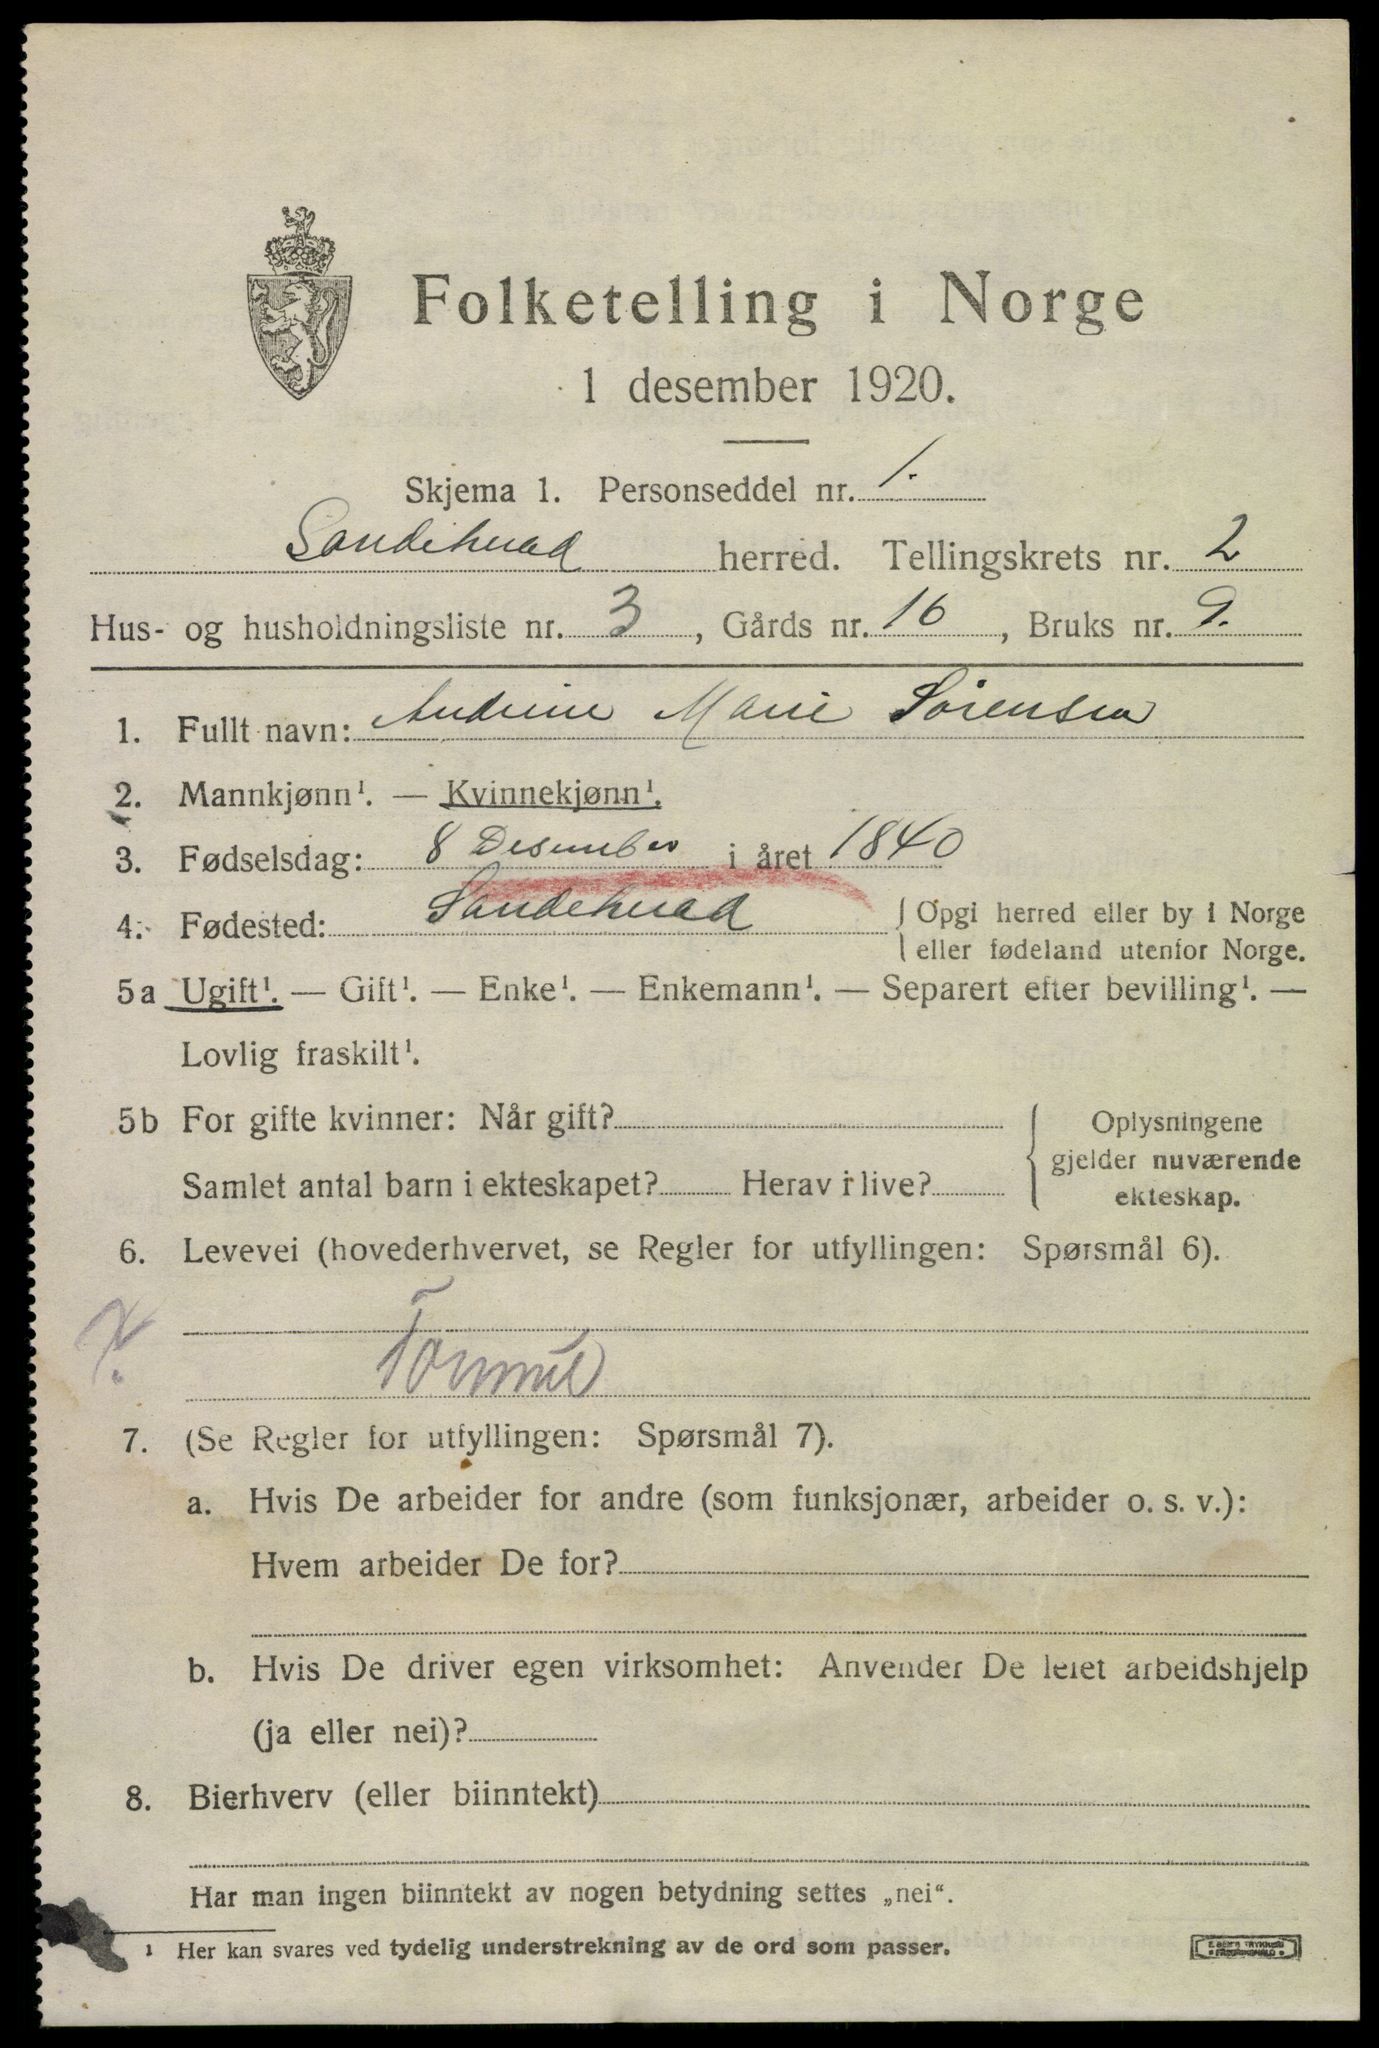 Folketelling i Norge
1 desember 1920.
Skjema 1. Personseddel nr. 1.
Sandeherad herred. Tellingskrets nr. 2
Hus- og husholdningsliste nr. 3, Gårds nr. 16, Bruks nr. 9.
1. Fullt navn: Andrine Marie Sørensen
2. Mannkjønn¹. — Kvinnekjønn¹.
3. Fødselsdag: 8 Desember i året 1840
4. Fødested: Sandeherad { Opgi herred eller by i Norge
eller fødeland utenfor Norge.
5a Ugift¹. — Gift¹. — Enke¹. — Enkemann¹. — Separert efter bevilling¹. —
Lovlig fraskilt¹.
5b For gifte kvinner: Når gift?
Samlet antal barn i ekteskapet? Herav i live?
Oplysningene
gjelder nuværende
ekteskap.
6. Levevei (hovederhvervet, se Regler for utfyllingen: Spørsmål 6).
7. (Se Regler for utfyllingen: Spørsmål 7).
a. Hvis De arbeider for andre (som funksjonær, arbeider o. s. v.):
Hvem arbeider De for?
b. Hvis De driver egen virksomhet: Anvender De leiet arbeidshjelp
(ja eller nei)?
8. Bierhverv (eller biinntekt)
Har man ingen biinntekt av nogen betydning settes „nei“.
¹ Her kan svares ved tydelig understrekning av de ord som passer.